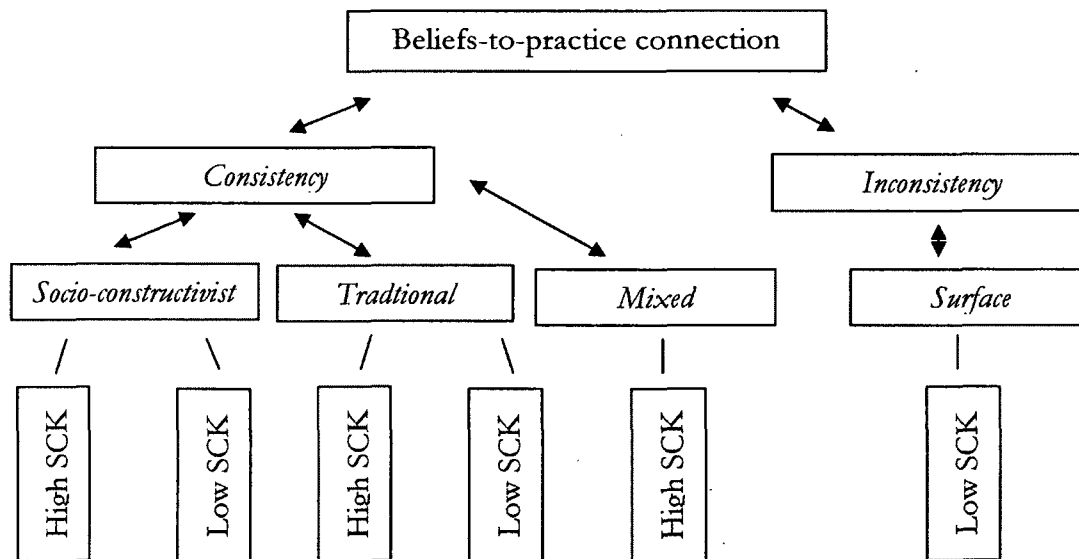 Beliefs-to-practice connection
Consistency
Inconsistency
Socio-constructivist
Tradtional
Mixed
Surface
High SCK
Low SCK
High SCK
Low SCK
High SCK
Low SCK